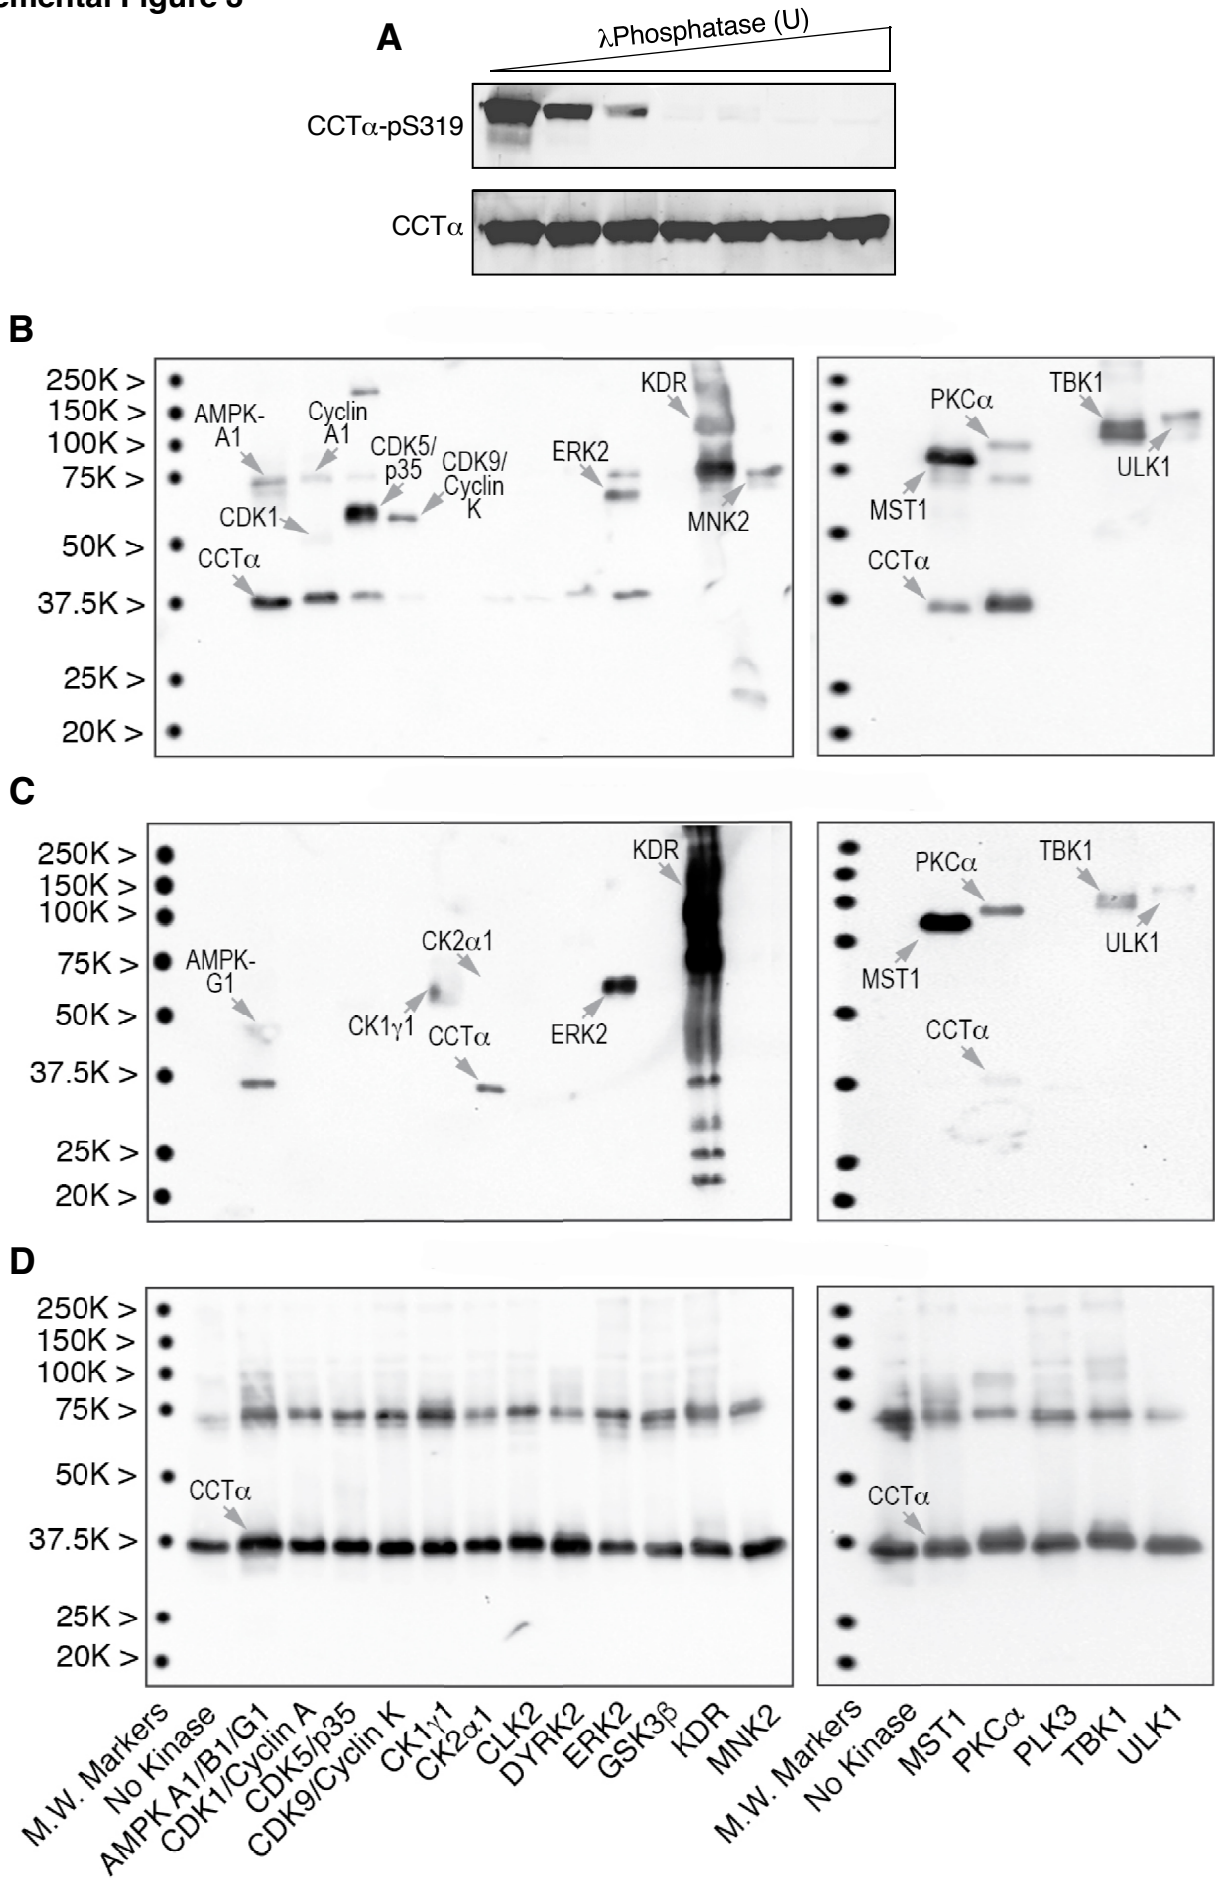 emental Figure
A
λPhosphatase (U)
CCTα-pS319
CCTα
B
250K >
150K >
100K >
75K >
50K >
37.5K >
25K >
20K >
AMPK-
A1
Cyclin
A1
CDK5/
p35
CDK9/
Cyclin
K
CDK1
CCTα
ERK2
KDR
MNK2
PKCα
TBK1
ULK1
MST1
CCTα
C
250K >
150K >
100K >
75K >
50K >
37.5K >
25K >
20K >
AMPK-
G1
CK2α1
CK1γ1
CCTα
ERK2
KDR
PKCα
TBK1
ULK1
MST1
CCTα
D
250K >
150K >
100K >
75K >
50K >
37.5K >
25K >
20K >
CCTα
CCTα
M.W. Markers
No Kinase
AMPK A1/B1/G1
CDK1/Cyclin A
CDK5/p35
CDK9/Cyclin K
CK1γ1
CK2α1
CLK2
DYRK2
ERK2
GSK3β
KDR
MNK2
M.W. Markers
No Kinase
MST1
PKCα
PLK3
TBK1
ULK1